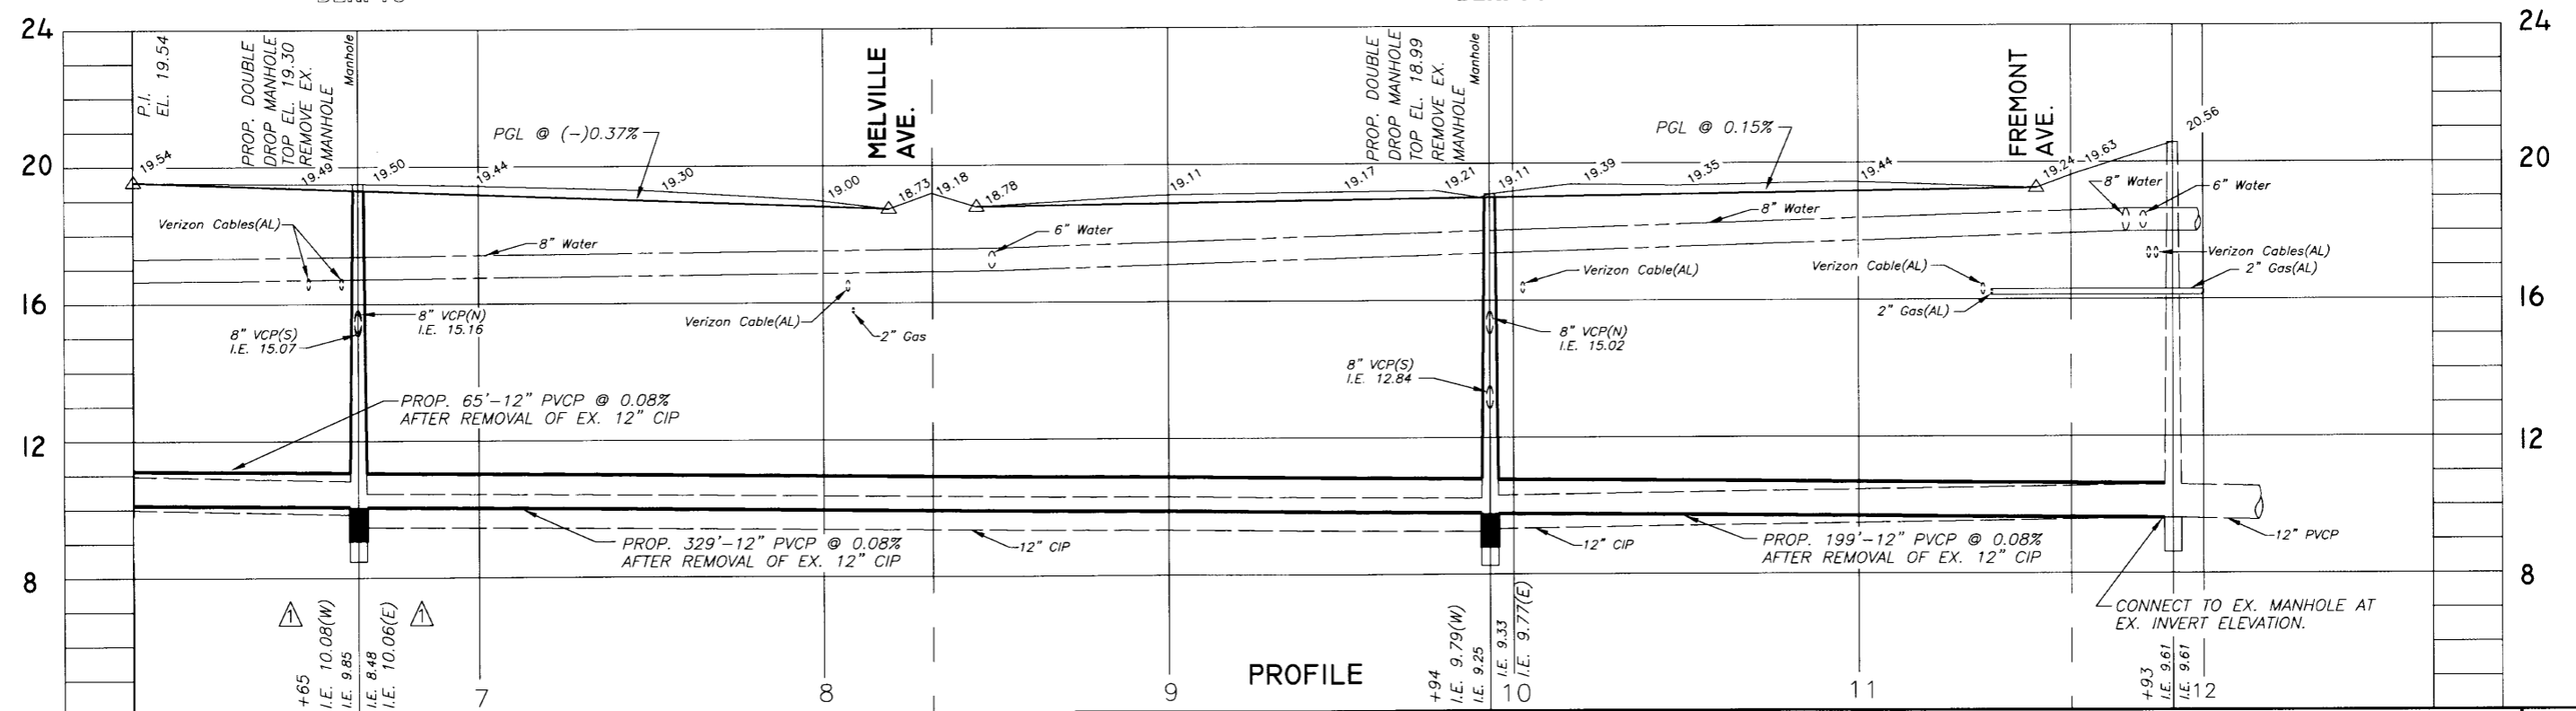 24
24
P.I.
EL. 19.54
PROP. DOUBLE
DROP MANHOLE
TOP EL. 19.30
REMOVE EX.
MANHOLE
Manhole
MELVILLE
AVE.
PROP. DOUBLE
DROP MANHOLE
TOP EL. 18.99
REMOVE EX.
MANHOLE
Manhole
FREMONT
AVE.
PGL @ (-)0.37%
PGL @ 0.15%
20
20
19.54
19.49
19.50
19.44
19.30
19.00
18.73
19.18
18.78
19.11
19.17
19.21
19.11
19.39
19.35
19.44
19.24
19.63
20.56
Verizon Cables(AL)
8" Water
6" Water
8" Water
8" Water
6" Water
Verizon Cable(AL)
2" Gas
Verizon Cable(AL)
Verizon Cable(AL)
2" Gas(AL)
Verizon Cables(AL)
2" Gas(AL)
16
16
8" VCP(S)
I.E. 15.07
8" VCP(N)
I.E. 15.16
8" VCP(N)
I.E. 15.02
8" VCP(S)
I.E. 12.84
12
12
PROP. 65'-12" PVCP @ 0.08%
AFTER REMOVAL OF EX. 12" CIP
PROP. 329'-12" PVCP @ 0.08%
AFTER REMOVAL OF EX. 12" CIP
12" CIP
12" CIP
PROP. 199'-12" PVCP @ 0.08%
AFTER REMOVAL OF EX. 12" CIP
12" PVCP
8
8
CONNECT TO EX. MANHOLE AT
EX. INVERT ELEVATION.
1
1
+65
I.E. 10.08(W)
I.E. 9.85
I.E. 8.48
I.E. 10.06(E)
+94
I.E. 9.79(W)
I.E. 9.25
I.E. 9.33
I.E. 9.77(E)
+93
I.E. 9.61
I.E. 9.61
PROFILE
7
8
9
10
11
12